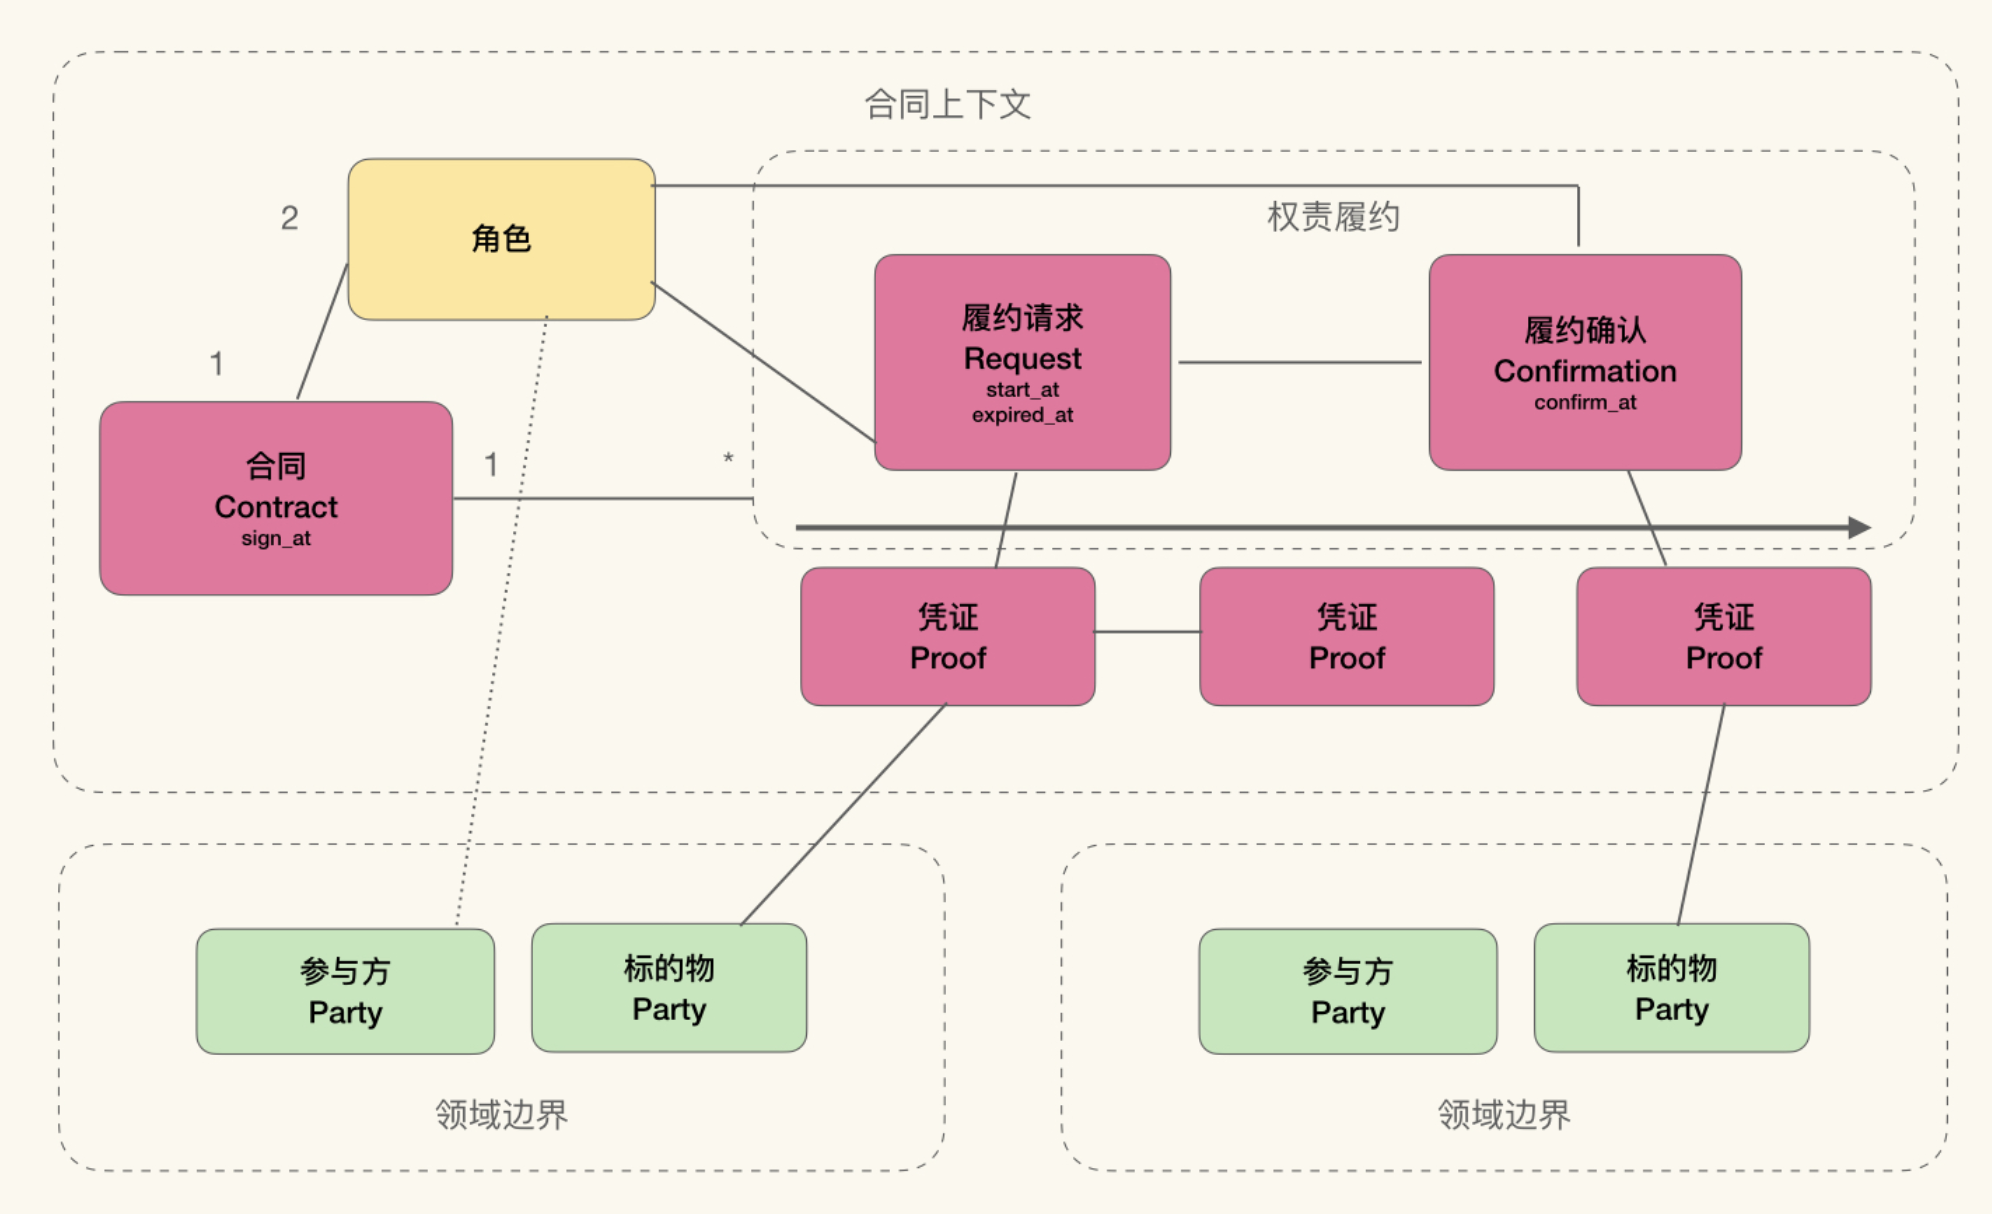 合同上下文
2
角色
权责履约
1
履约请求
Request
start_at
expired_at
履约确认
Confirmation
confirm_at
合同
Contract
sign_at
1
*
凭证
Proof
凭证
Proof
凭证
Proof
参与方
Party
标的物
Party
参与方
Party
标的物
Party
领域边界
领域边界